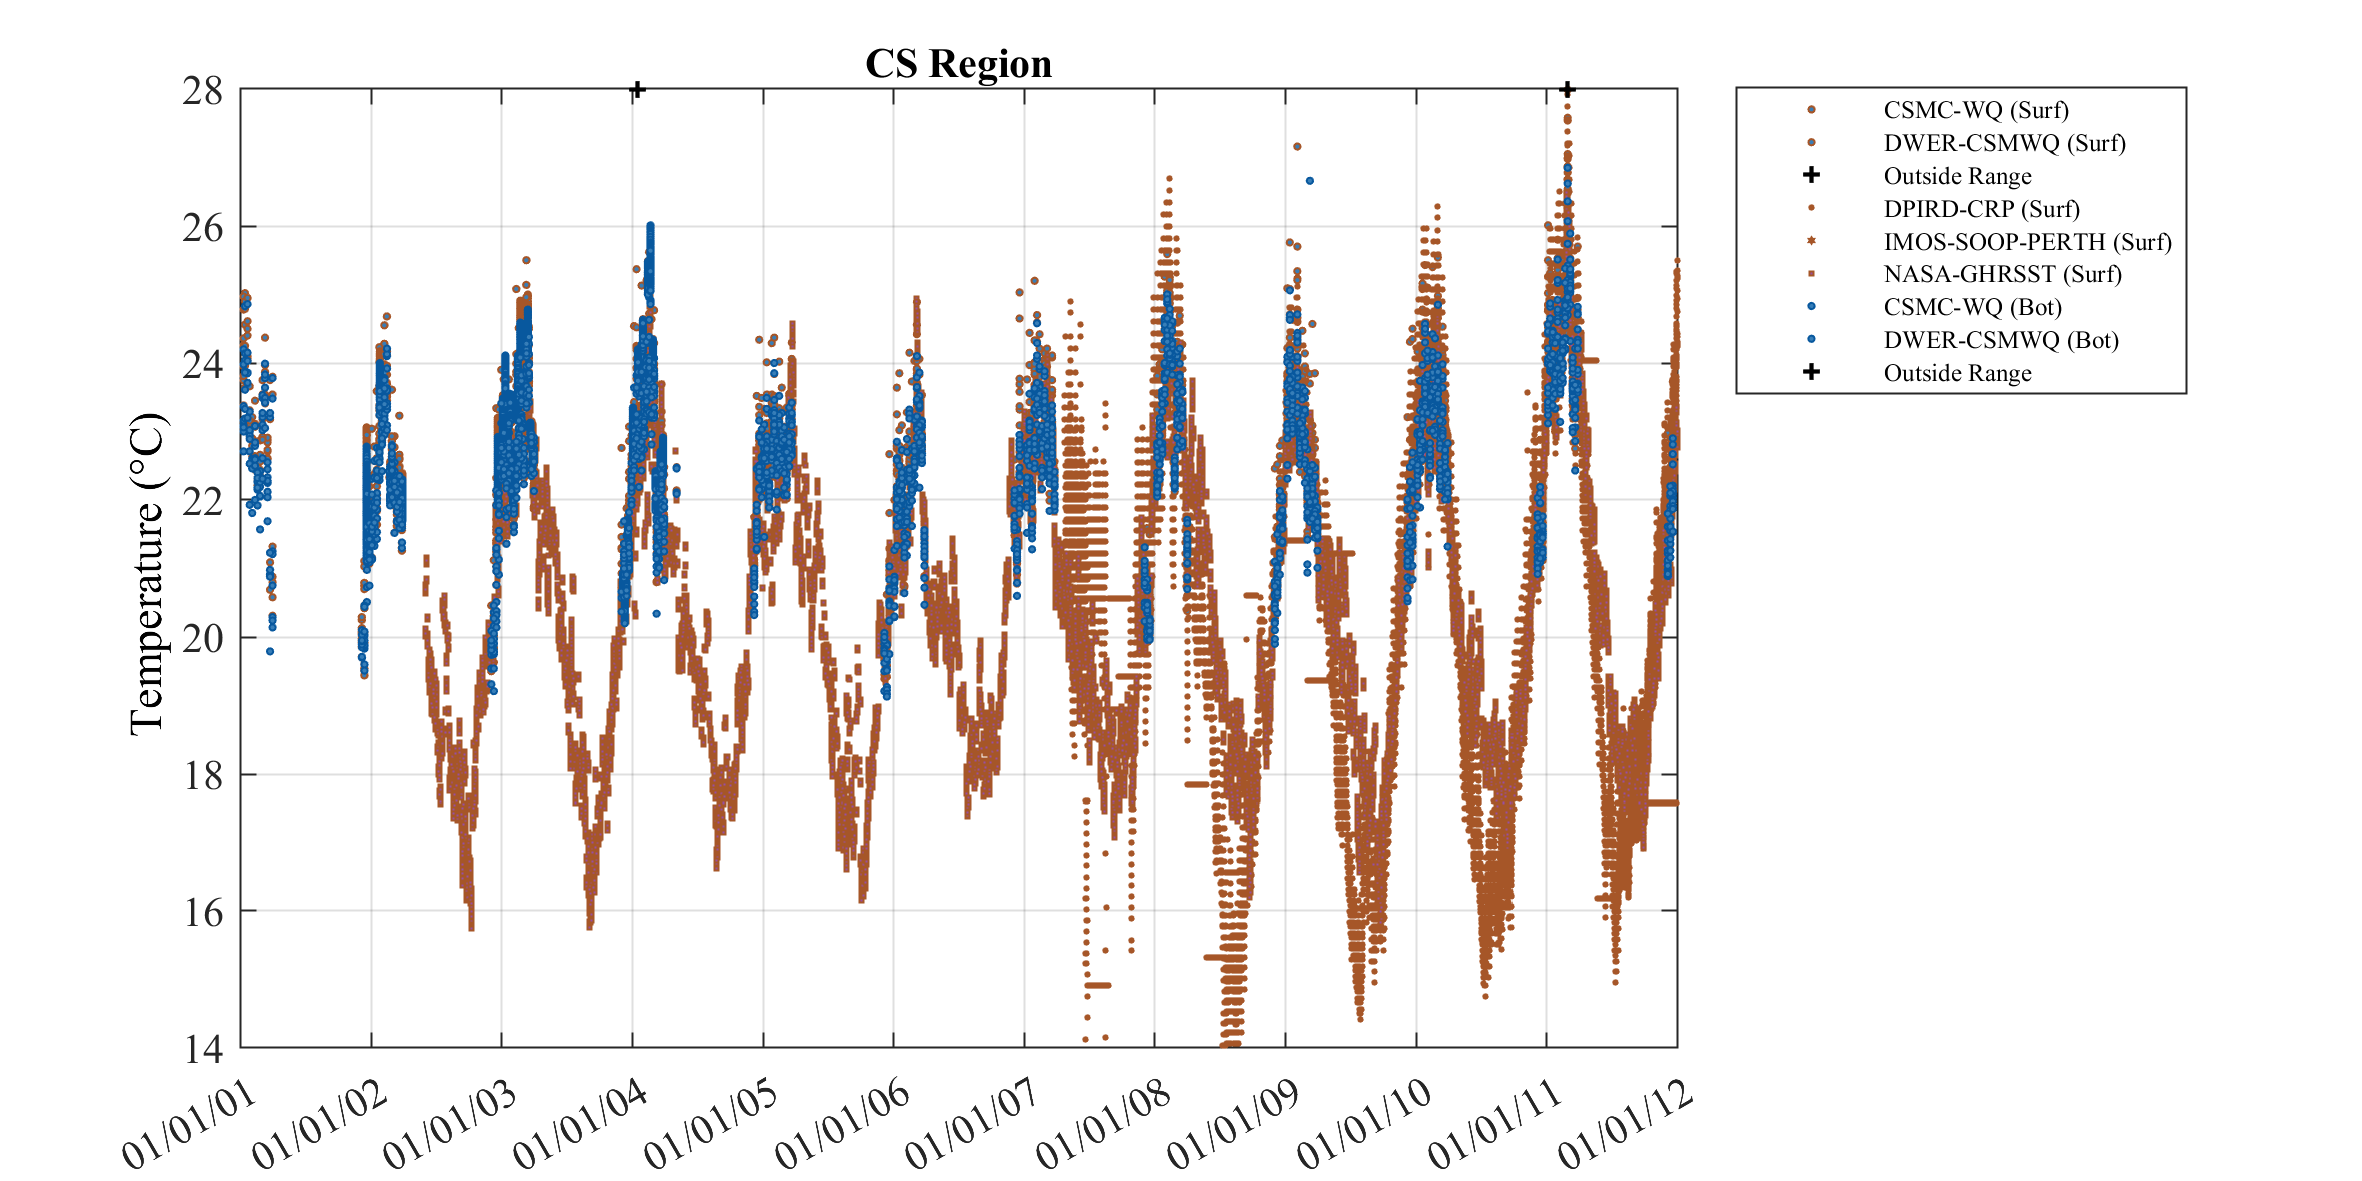 CS Region
28
26
24
22
20
18
16
14
Temperature (°C)
01/01/01
01/01/02
01/01/03
01/01/04
01/01/05
01/01/06
01/01/07
01/01/08
01/01/09
01/01/10
01/01/11
01/01/12
CSMC-WQ (Surf)
DWER-CSMWQ (Surf)
Outside Range
DPIRD-CRP (Surf)
IMOS-SOOP-PERTH (Surf)
NASA-GHRSST (Surf)
CSMC-WQ (Bot)
DWER-CSMWQ (Bot)
Outside Range